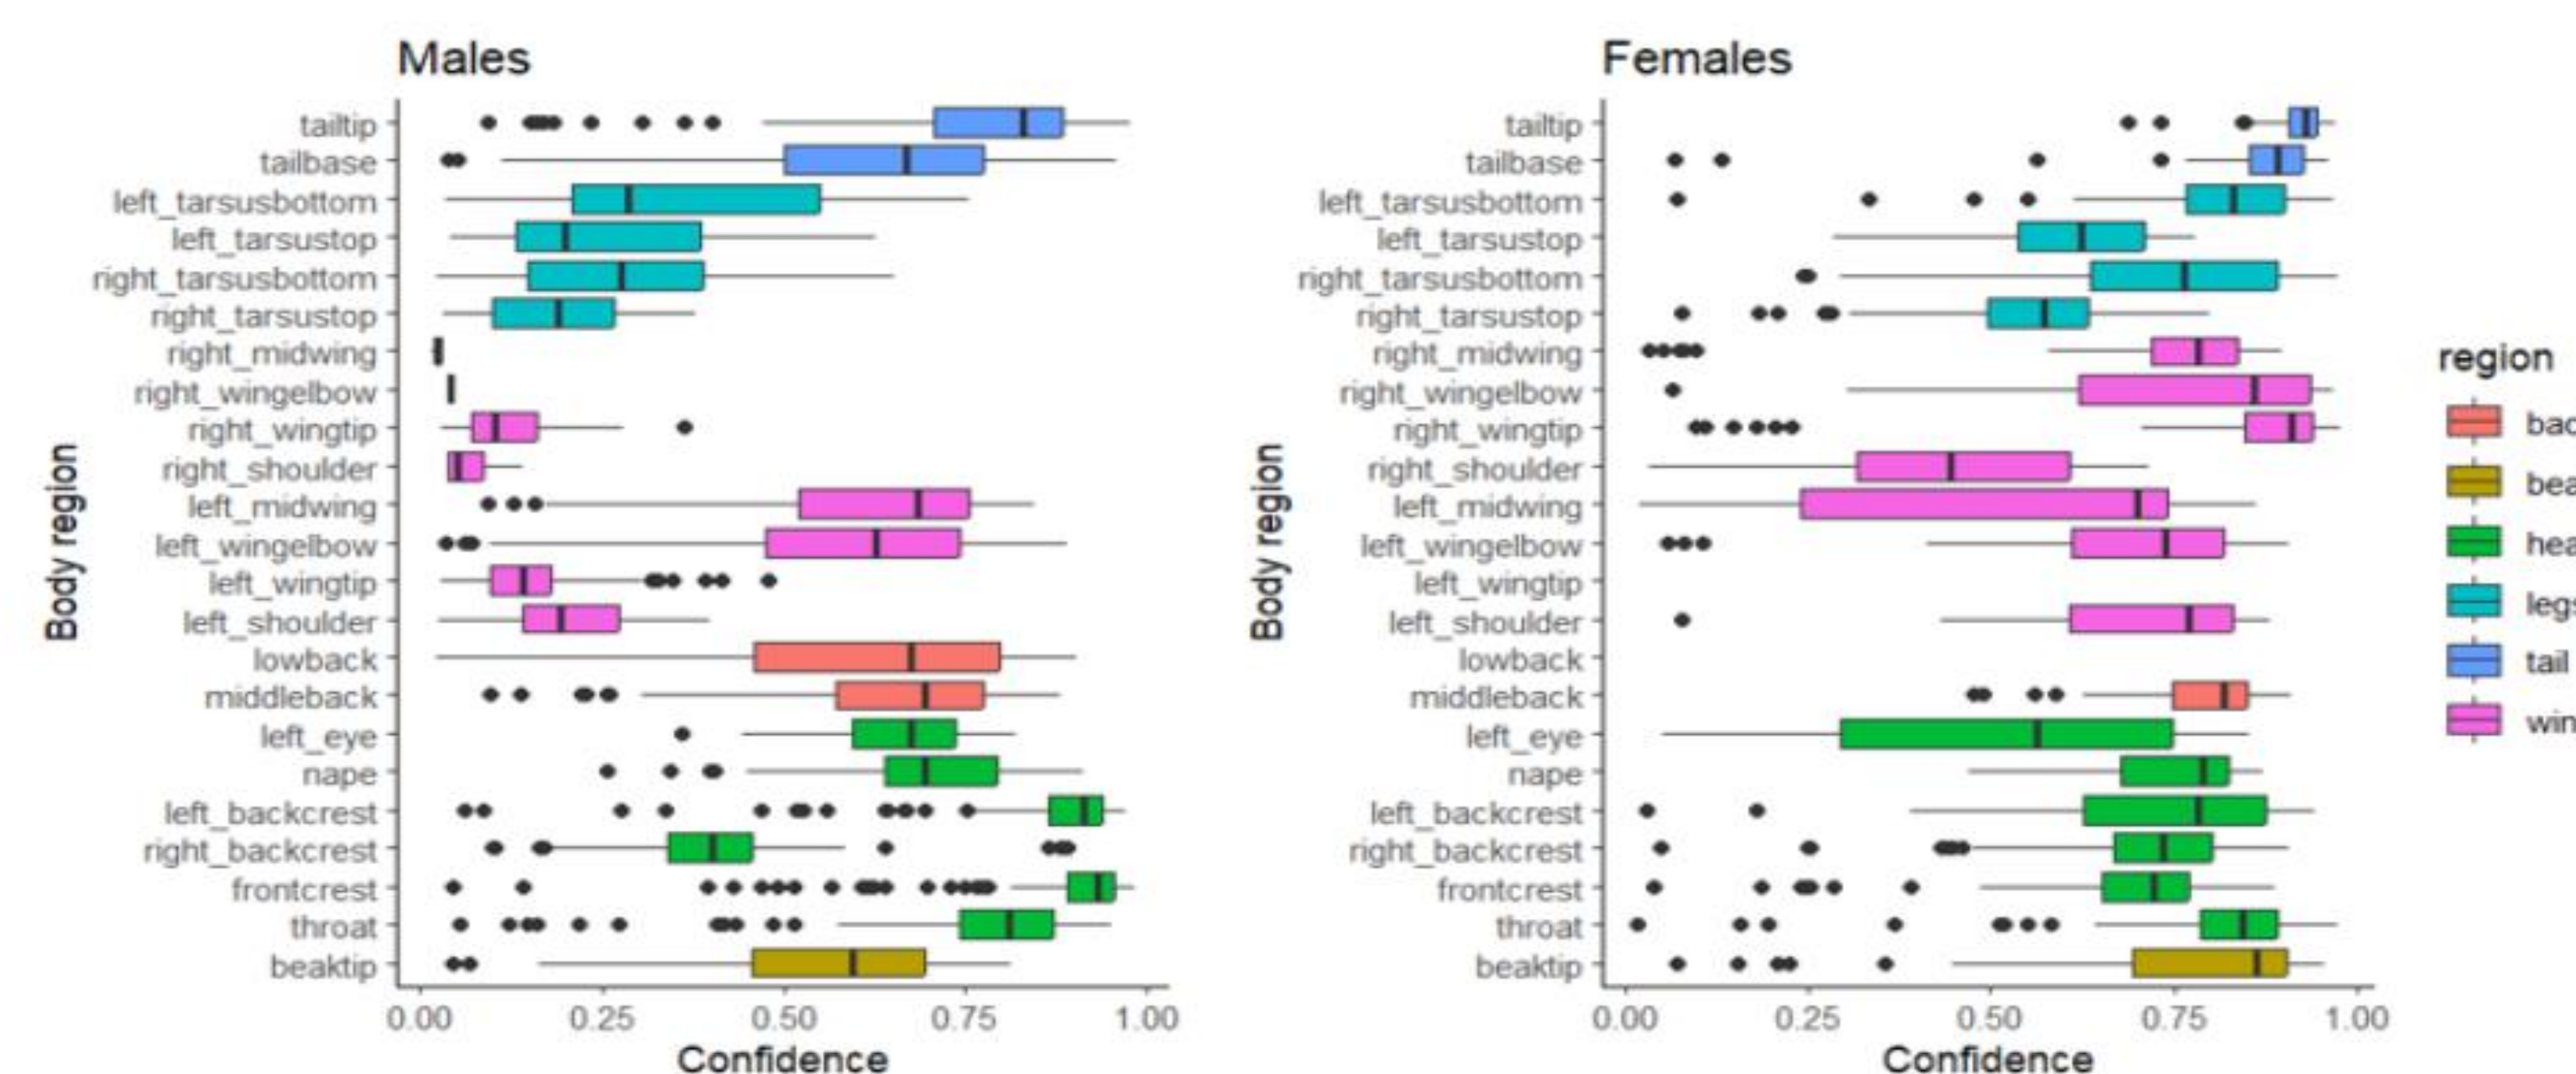 Males
tailtip
tailbase
left_tarsusbottom
left_tarsustop
right_tarsusbottom
right_tarsustop
right_midwing
right_wingelbow
right_wingtip
right_shoulder
left_midwing
left_wingelbow
left_wingtip
left_shoulder
lowback
middleback
left_eye
nape
left_backcrest
right_backcrest
frontcrest
throat
beaktip
Body region
0.00 0.25 0.50 0.75 1.00
Confidence
Females
tailtip
tailbase
left_tarsusbottom
left_tarsustop
right_tarsusbottom
right_tarsustop
right_midwing
right_wingelbow
right_wingtip
right_shoulder
left_midwing
left_wingelbow
left_wingtip
left_shoulder
lowback
middleback
left_eye
nape
left_backcrest
right_backcrest
frontcrest
throat
beaktip
Body region
0.00 0.25 0.50 0.75 1.00
Confidence
region
tail